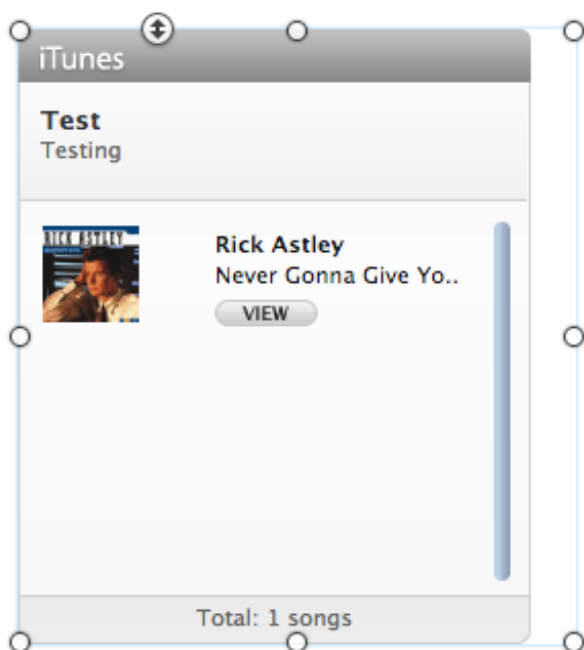 iTunes
Test
Testing
RICK ASTLEY
Rick Astley
Never Gonna Give Yo..
VIEW
Total: 1 songs